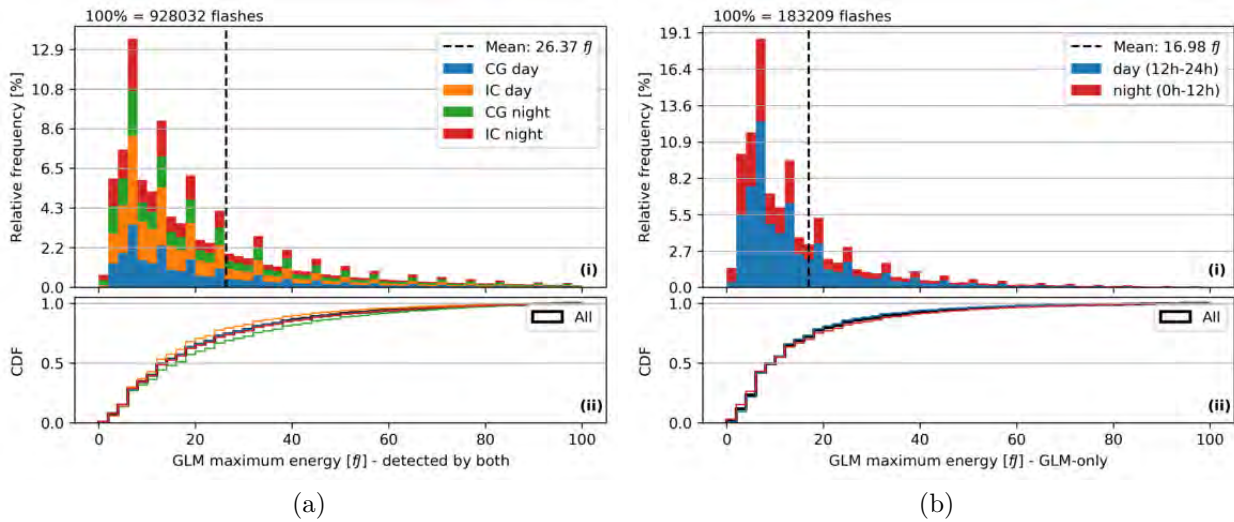 100% = 928032 flashes
12.9
10.8
8.6
6.5
4.3
2.2
0.0
Relative frequency [%]
Mean: 26.37 fJ
CG day
IC day
CG night
IC night
(i)
1.0
0.5
0.0
CDF
All
(ii)
0
20
40
60
80
100
GLM maximum energy [fJ] - detected by both
(a)
100% = 183209 flashes
19.1
16.4
13.6
10.9
8.2
5.5
2.7
Relative frequency [%]
Mean: 16.98 fJ
day (12h-24h)
night (0h-12h)
(i)
1.0
0.5
0.0
CDF
All
(ii)
0
20
40
60
80
100
GLM maximum energy [fJ] - GLM-only
(b)